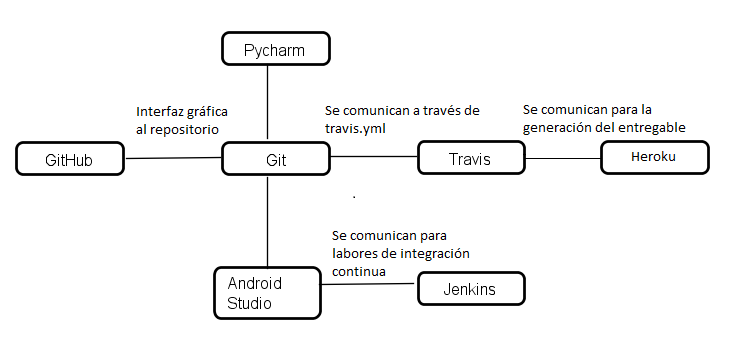 Pycharm
Interfaz gráfica
al repositorio
Se comunican a través de
travis.yml
Se comunican para la
generación del entregable
GitHub
Git
Travis
Heroku
Se comunican para
labores de integración
continua
Android
Studio
Jenkins